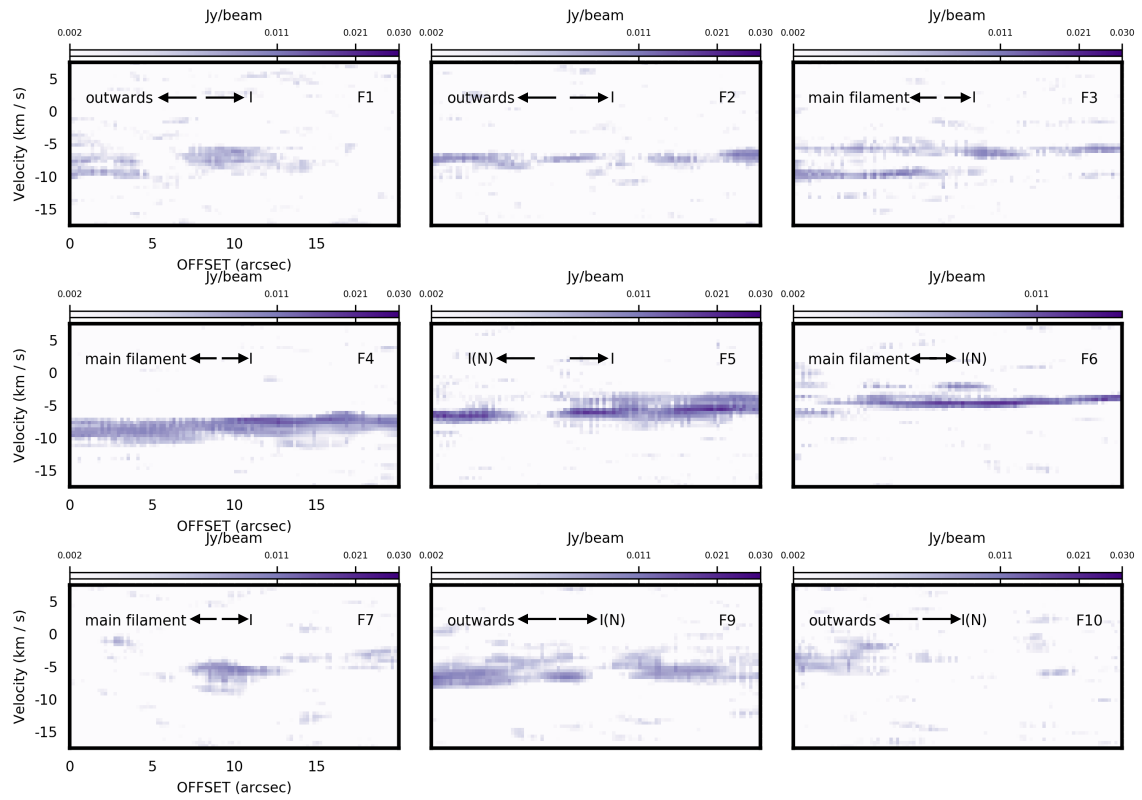 Jy/beam Jy/beam Jy/beam
0.002 0.011 0.021 0.030 0.002 0.011 0.021 0.030 0.002 0.011 0.021 0.030
5
outwards I F1 outwards I F2 main filament I F3
0
-5
-10
-15
Velocity (km / s)
0 5 10 15
OFFSET (arcsec)
Jy/beam Jy/beam Jy/beam
0.002 0.011 0.021 0.030 0.002 0.011 0.021 0.030 0.002 0.011
5
main filament I F4 I(N) I F5 main filament I(N) F6
0
-5
-10
-15
Velocity (km / s)
0 5 10 15
OFFSET (arcsec)
Jy/beam Jy/beam Jy/beam
0.002 0.011 0.021 0.030 0.002 0.011 0.021 0.030 0.002 0.011 0.021 0.030
5
main filament I F7 outwards I(N) F9 outwards I(N) F10
0
-5
-10
-15
Velocity (km / s)
0 5 10 15
OFFSET (arcsec)